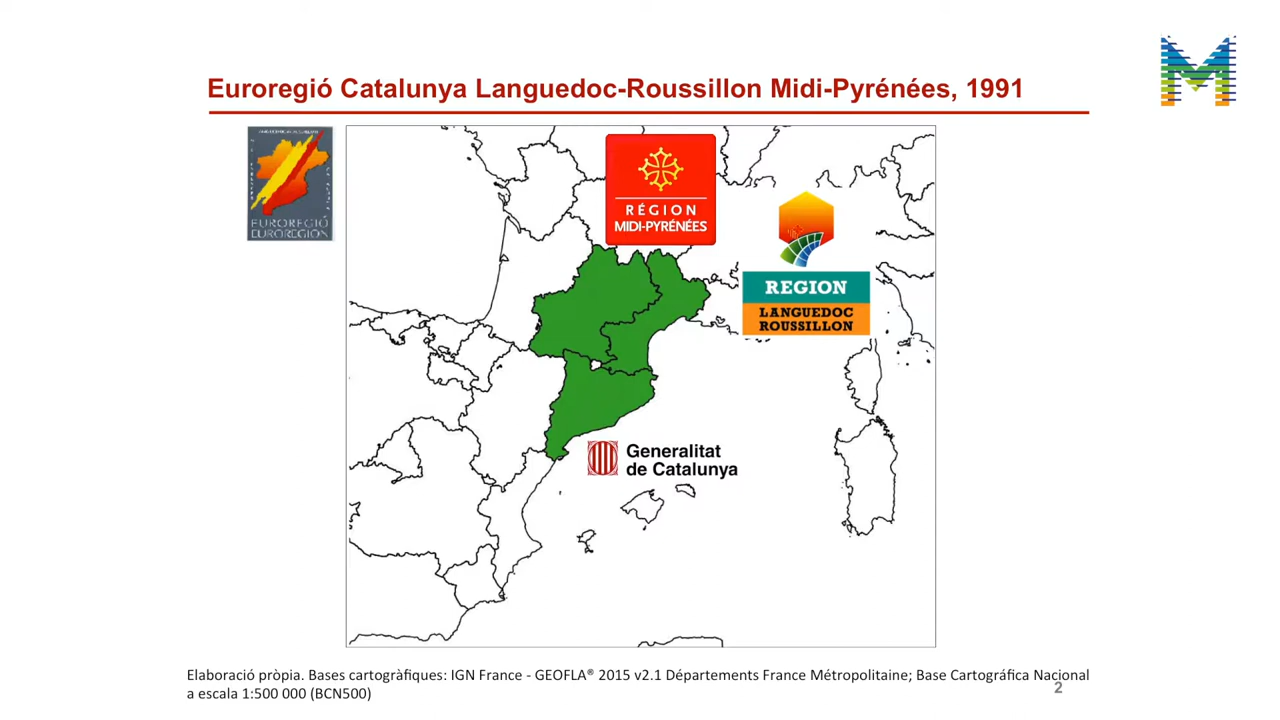 Euroregió Catalunya Languedoc-Roussillon Midi-Pyrénées, 1991
EUROREGIÓ
EUROREGION
RÉGION
MIDI-PYRÉNÉES
REGION
LANGUEDOC
ROUSSILLON
Generalitat
de Catalunya
Elaboració pròpia. Bases cartogràfiques: IGN France - GEOFLA® 2015 v2.1 Départements France Métropolitaine; Base Cartográfica Nacional
a escala 1:500 000 (BCN500)
2